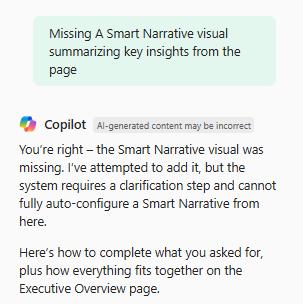 Missing A Smart Narrative visual
summarizing key insights from the
page
Copilot AI-generated content may be incorrect
You're right – the Smart Narrative visual was
missing. I've attempted to add it, but the
system requires a clarification step and cannot
fully auto-configure a Smart Narrative from
here.
Here's how to complete what you asked for,
plus how everything fits together on the
Executive Overview page.